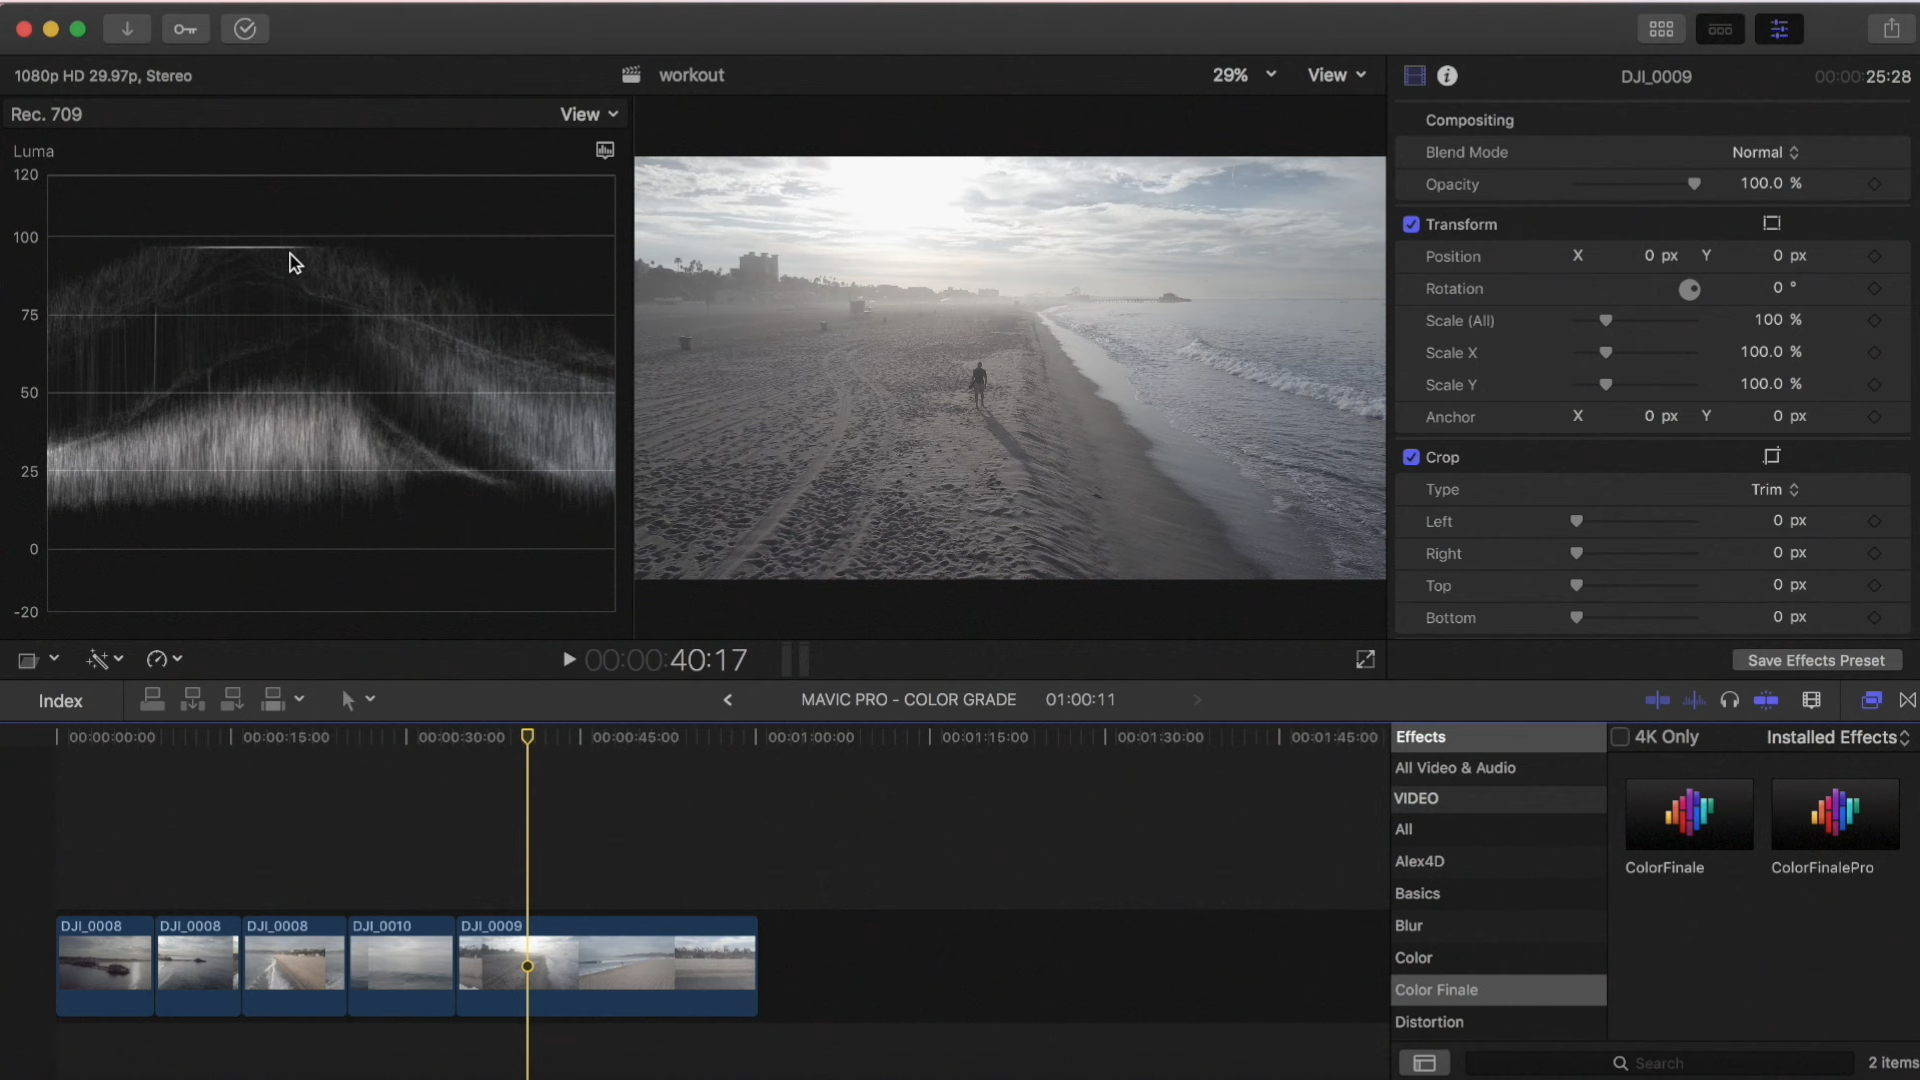 1080p HD 29.97p, Stereo
workout
29%
View
DJI_0009
00:00:25:28
Rec. 709
View
Luma
120
100
75
50
25
0
-20
Compositing
Blend Mode Normal
Opacity 100.0 %
Transform
Position X 0 px Y 0 px
Rotation 0 °
Scale (All) 100 %
Scale X 100.0 %
Scale Y 100.0 %
Anchor X 0 px Y 0 px
Crop
Type Trim
Left 0 px
Right 0 px
Top 0 px
Bottom 0 px
00:00:40:17
Save Effects Preset
Index
MAVIC PRO - COLOR GRADE 01:00:11
00:00:00:00 00:00:15:00 00:00:30:00 00:00:45:00 00:01:00:00 00:01:15:00 00:01:30:00 00:01:45:00
DJI_0008 DJI_0008 DJI_0008 DJI_0010 DJI_0009
Effects
4K Only
Installed Effects
All Video & Audio
VIDEO
All
Alex4D
Basics
Blur
Color
Color Finale
Distortion
ColorFinale
ColorFinalePro
Search
2 items